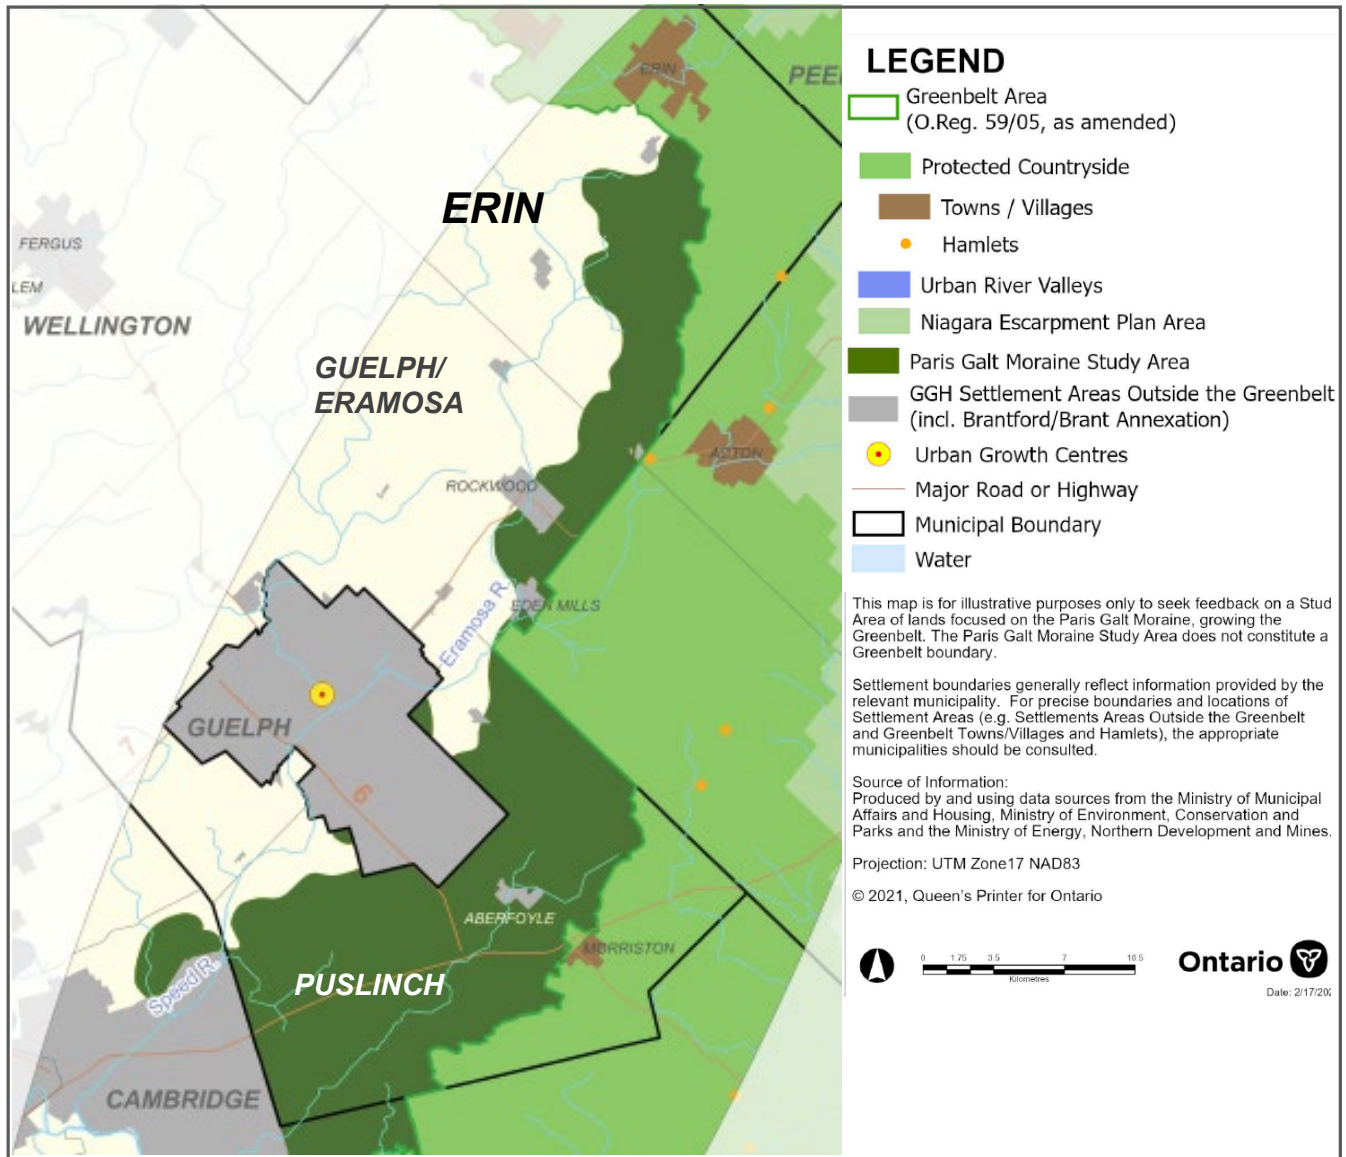 ERIN
PEEL
ERIN
FERGUS
LEM
WELLINGTON
GUELPH/
ERAMOSA
ACTON
ROCKWOOD
Eramosa R.
EDEN MILLS
GUELPH
7
6
ABERFOYLE
MORRISTON
PUSLINCH
Speed R.
CAMBRIDGE
LEGEND
Greenbelt Area
(O.Reg. 59/05, as amended)
Protected Countryside
Towns / Villages
Hamlets
Urban River Valleys
Niagara Escarpment Plan Area
Paris Galt Moraine Study Area
GGH Settlement Areas Outside the Greenbelt
(incl. Brantford/Brant Annexation)
Urban Growth Centres
Major Road or Highway
Municipal Boundary
Water
This map is for illustrative purposes only to seek feedback on a Stud
Area of lands focused on the Paris Galt Moraine, growing the
Greenbelt. The Paris Galt Moraine Study Area does not constitute a
Greenbelt boundary.
Settlement boundaries generally reflect information provided by the
relevant municipality. For precise boundaries and locations of
Settlement Areas (e.g. Settlements Areas Outside the Greenbelt
and Greenbelt Towns/Villages and Hamlets), the appropriate
municipalities should be consulted.
Source of Information:
Produced by and using data sources from the Ministry of Municipal
Affairs and Housing, Ministry of Environment, Conservation and
Parks and the Ministry of Energy, Northern Development and Mines.
Projection: UTM Zone17 NAD83
© 2021, Queen's Printer for Ontario
0 1.75 3.5 7 10.5
Kilometres
Ontario
Date: 2/17/202